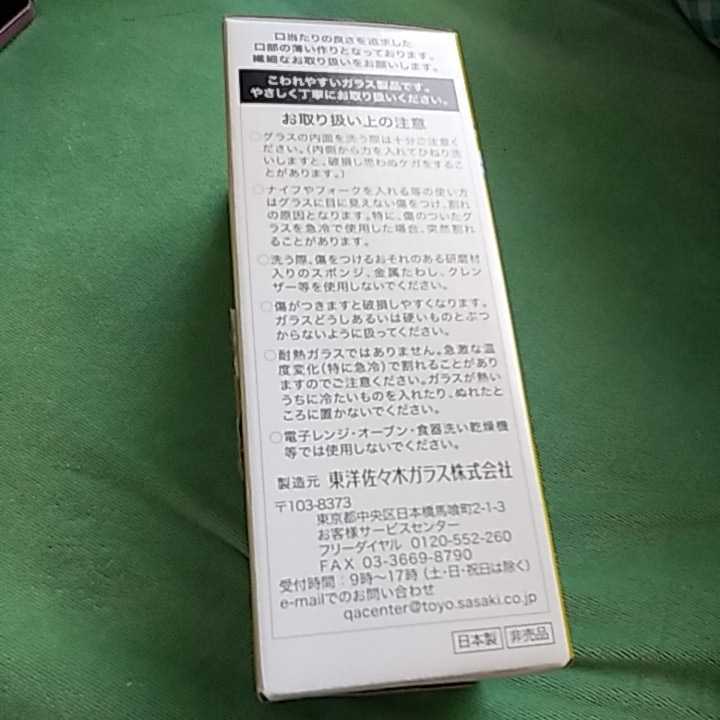 口当たりの良さを追求した
口部の薄い作りとなっております。
繊細なお取り扱いをお願いします。
こわれやすいガラス製品です。
やさしく丁寧にお取り扱いください。
お取り扱い上の注意
○グラスの内面を洗う際は十分ご注意く
ださい。(内側から力を入れてひねり洗
いしますと、破損し思わぬケガをするこ
とがあります。)
○ナイフやフォークを入れる等の使い方
はグラスに目に見えない傷をつけ、割れ
の原因となります。特に、傷のついたグ
ラスを急冷で使用した場合、突然割れ
ることがあります。
○洗う際、傷をつけるおそれのある研磨材
入りのスポンジ、金属たわし、クレン
ザー等を使用しないでください。
○傷がつきますと破損しやすくなります。
ガラスどうしあるいは硬いものとぶつ
からないように扱ってください。
○耐熱ガラスではありません。急激な温
度変化(特に急冷)で割れることがあり
ますのでご注意ください。ガラスが熱い
うちに冷たいものを入れたり、ぬれたと
ころに置かないでください。
○電子レンジ・オーブン・食器洗い乾燥機
等では使用しないでください。
製造元 東洋佐々木ガラス株式会社
〒103-8373
東京都中央区日本橋馬喰町2-1-3
お客様サービスセンター
フリーダイヤル 0120-552-260
FAX 03-3669-8790
受付時間：9時〜17時(土・日・祝日は除く)
e-mailでのお問い合わせ
qacenter@toyo.sasaki.co.jp
日本製 非売品